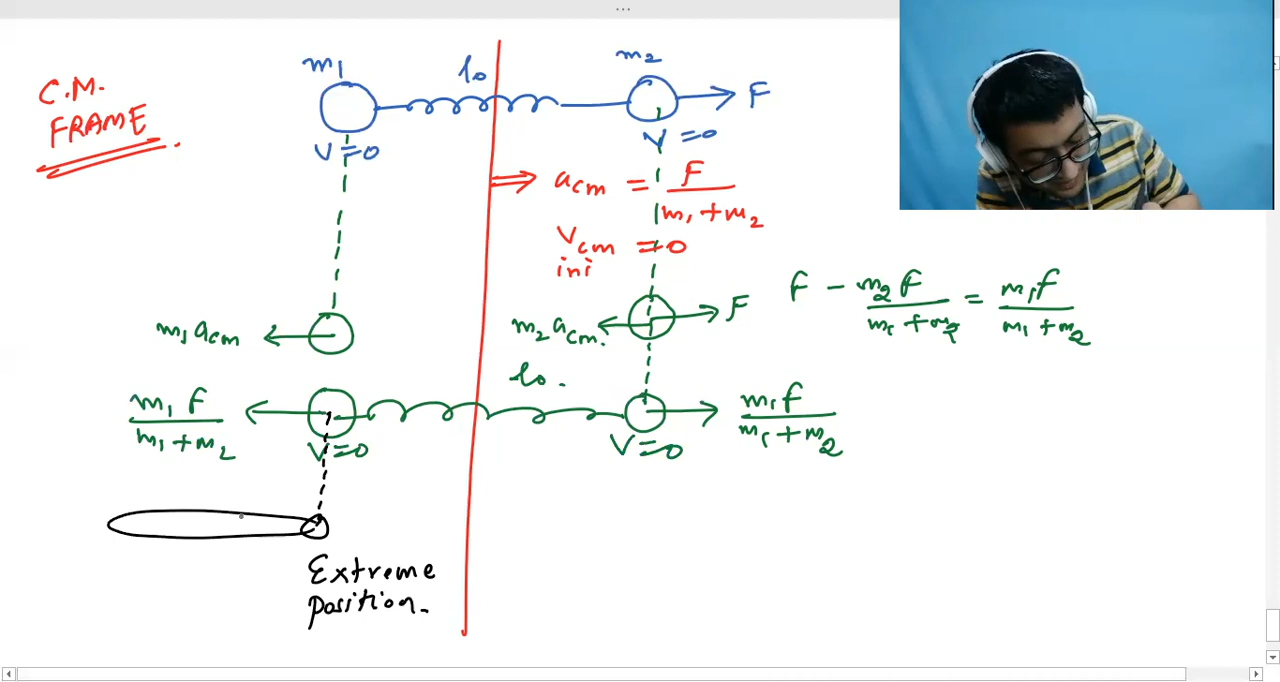 C.M.
FRAME
m1
l0
m2
F
V=0
V=0
acm = F / m1+m2
Vcm = 0
ini
m1acm
m2acm.
F
F - m2F / m1+m2 = m1F / m1+m2
l0.
m1 F / m1+m2
m1F / m1+m2
V=0
V=0
Extreme
position.